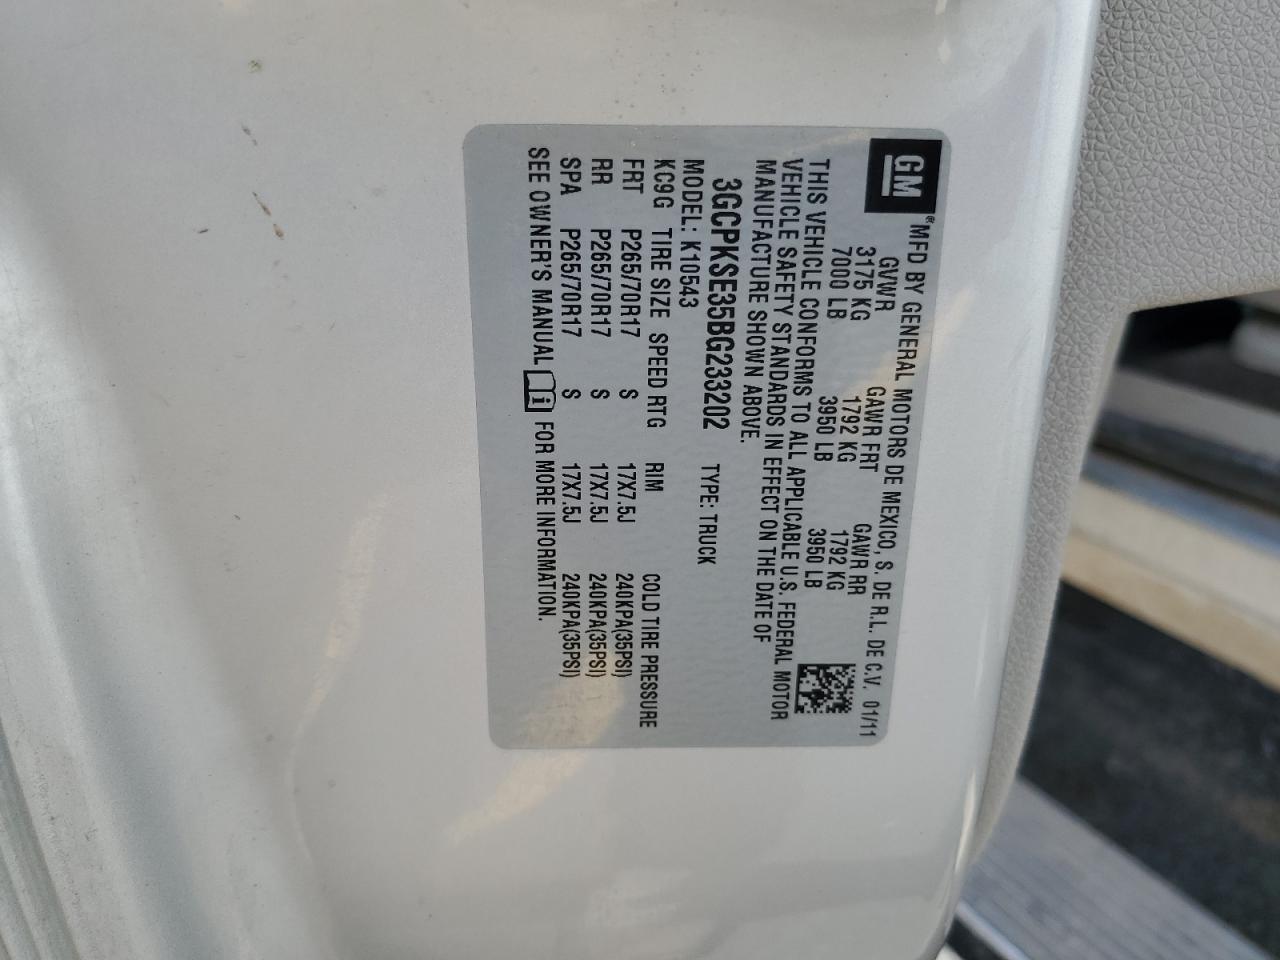 GM
® MFD BY GENERAL MOTORS DE MEXICO, S. DE R.L. DE C.V. 01/11
GVWR GAWR FRT GAWR RR
3175 KG 1792 KG 1792 KG
7000 LB 3950 LB 3950 LB
THIS VEHICLE CONFORMS TO ALL APPLICABLE U.S. FEDERAL MOTOR
VEHICLE SAFETY STANDARDS IN EFFECT ON THE DATE OF
MANUFACTURE SHOWN ABOVE.
3GCPKSE35BG233202 TYPE: TRUCK
MODEL: K10543
KC9G TIRE SIZE SPEED RTG RIM COLD TIRE PRESSURE
FRT P265/70R17 S 17X7.5J 240KPA(35PSI)
RR P265/70R17 S 17X7.5J 240KPA(35PSI)
SPA P265/70R17 S 17X7.5J 240KPA(35PSI)
SEE OWNER'S MANUAL i FOR MORE INFORMATION.